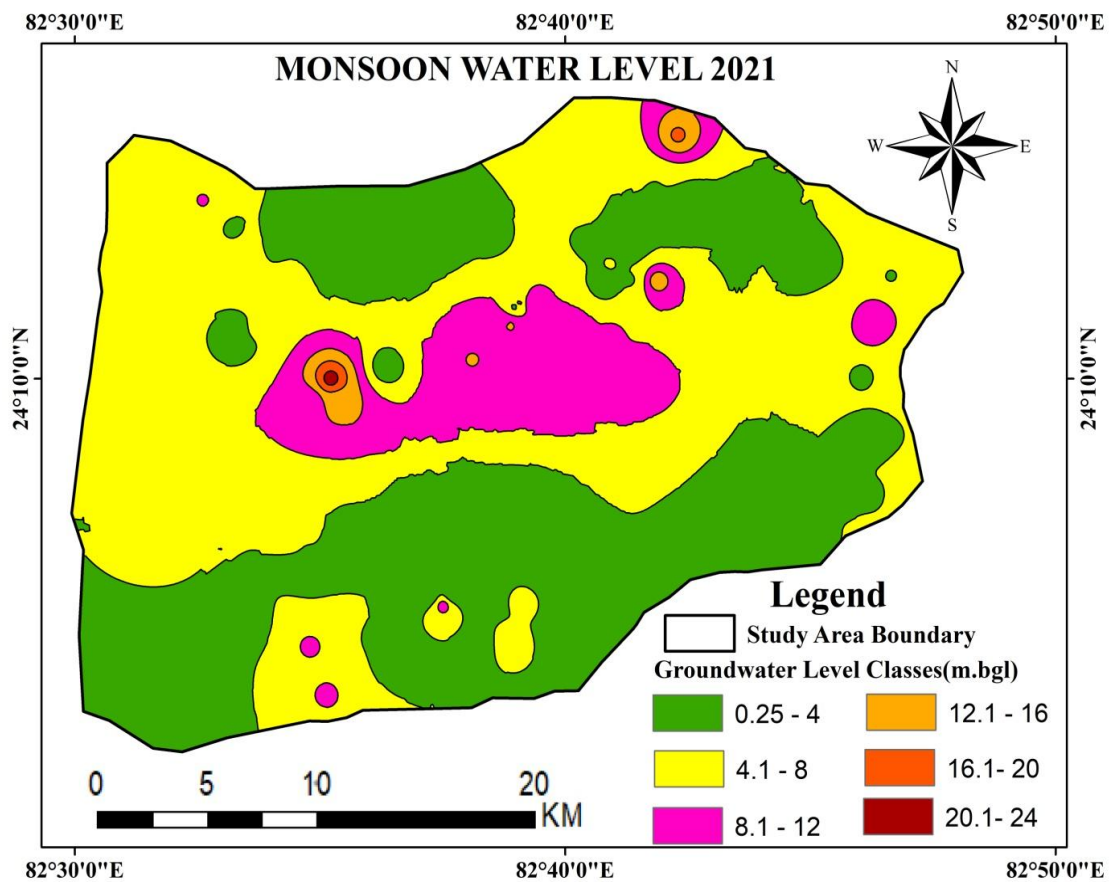 82°30'0"E 82°40'0"E 82°50'0"E
MONSOON WATER LEVEL 2021
N
W E
S
24°10'0"N 24°10'0"N
Legend
Study Area Boundary
Groundwater Level Classes(m.bgl)
0.25 - 4 12.1 - 16
4.1 - 8 16.1- 20
8.1 - 12 20.1- 24
0 5 10 20
KM
82°30'0"E 82°40'0"E 82°50'0"E